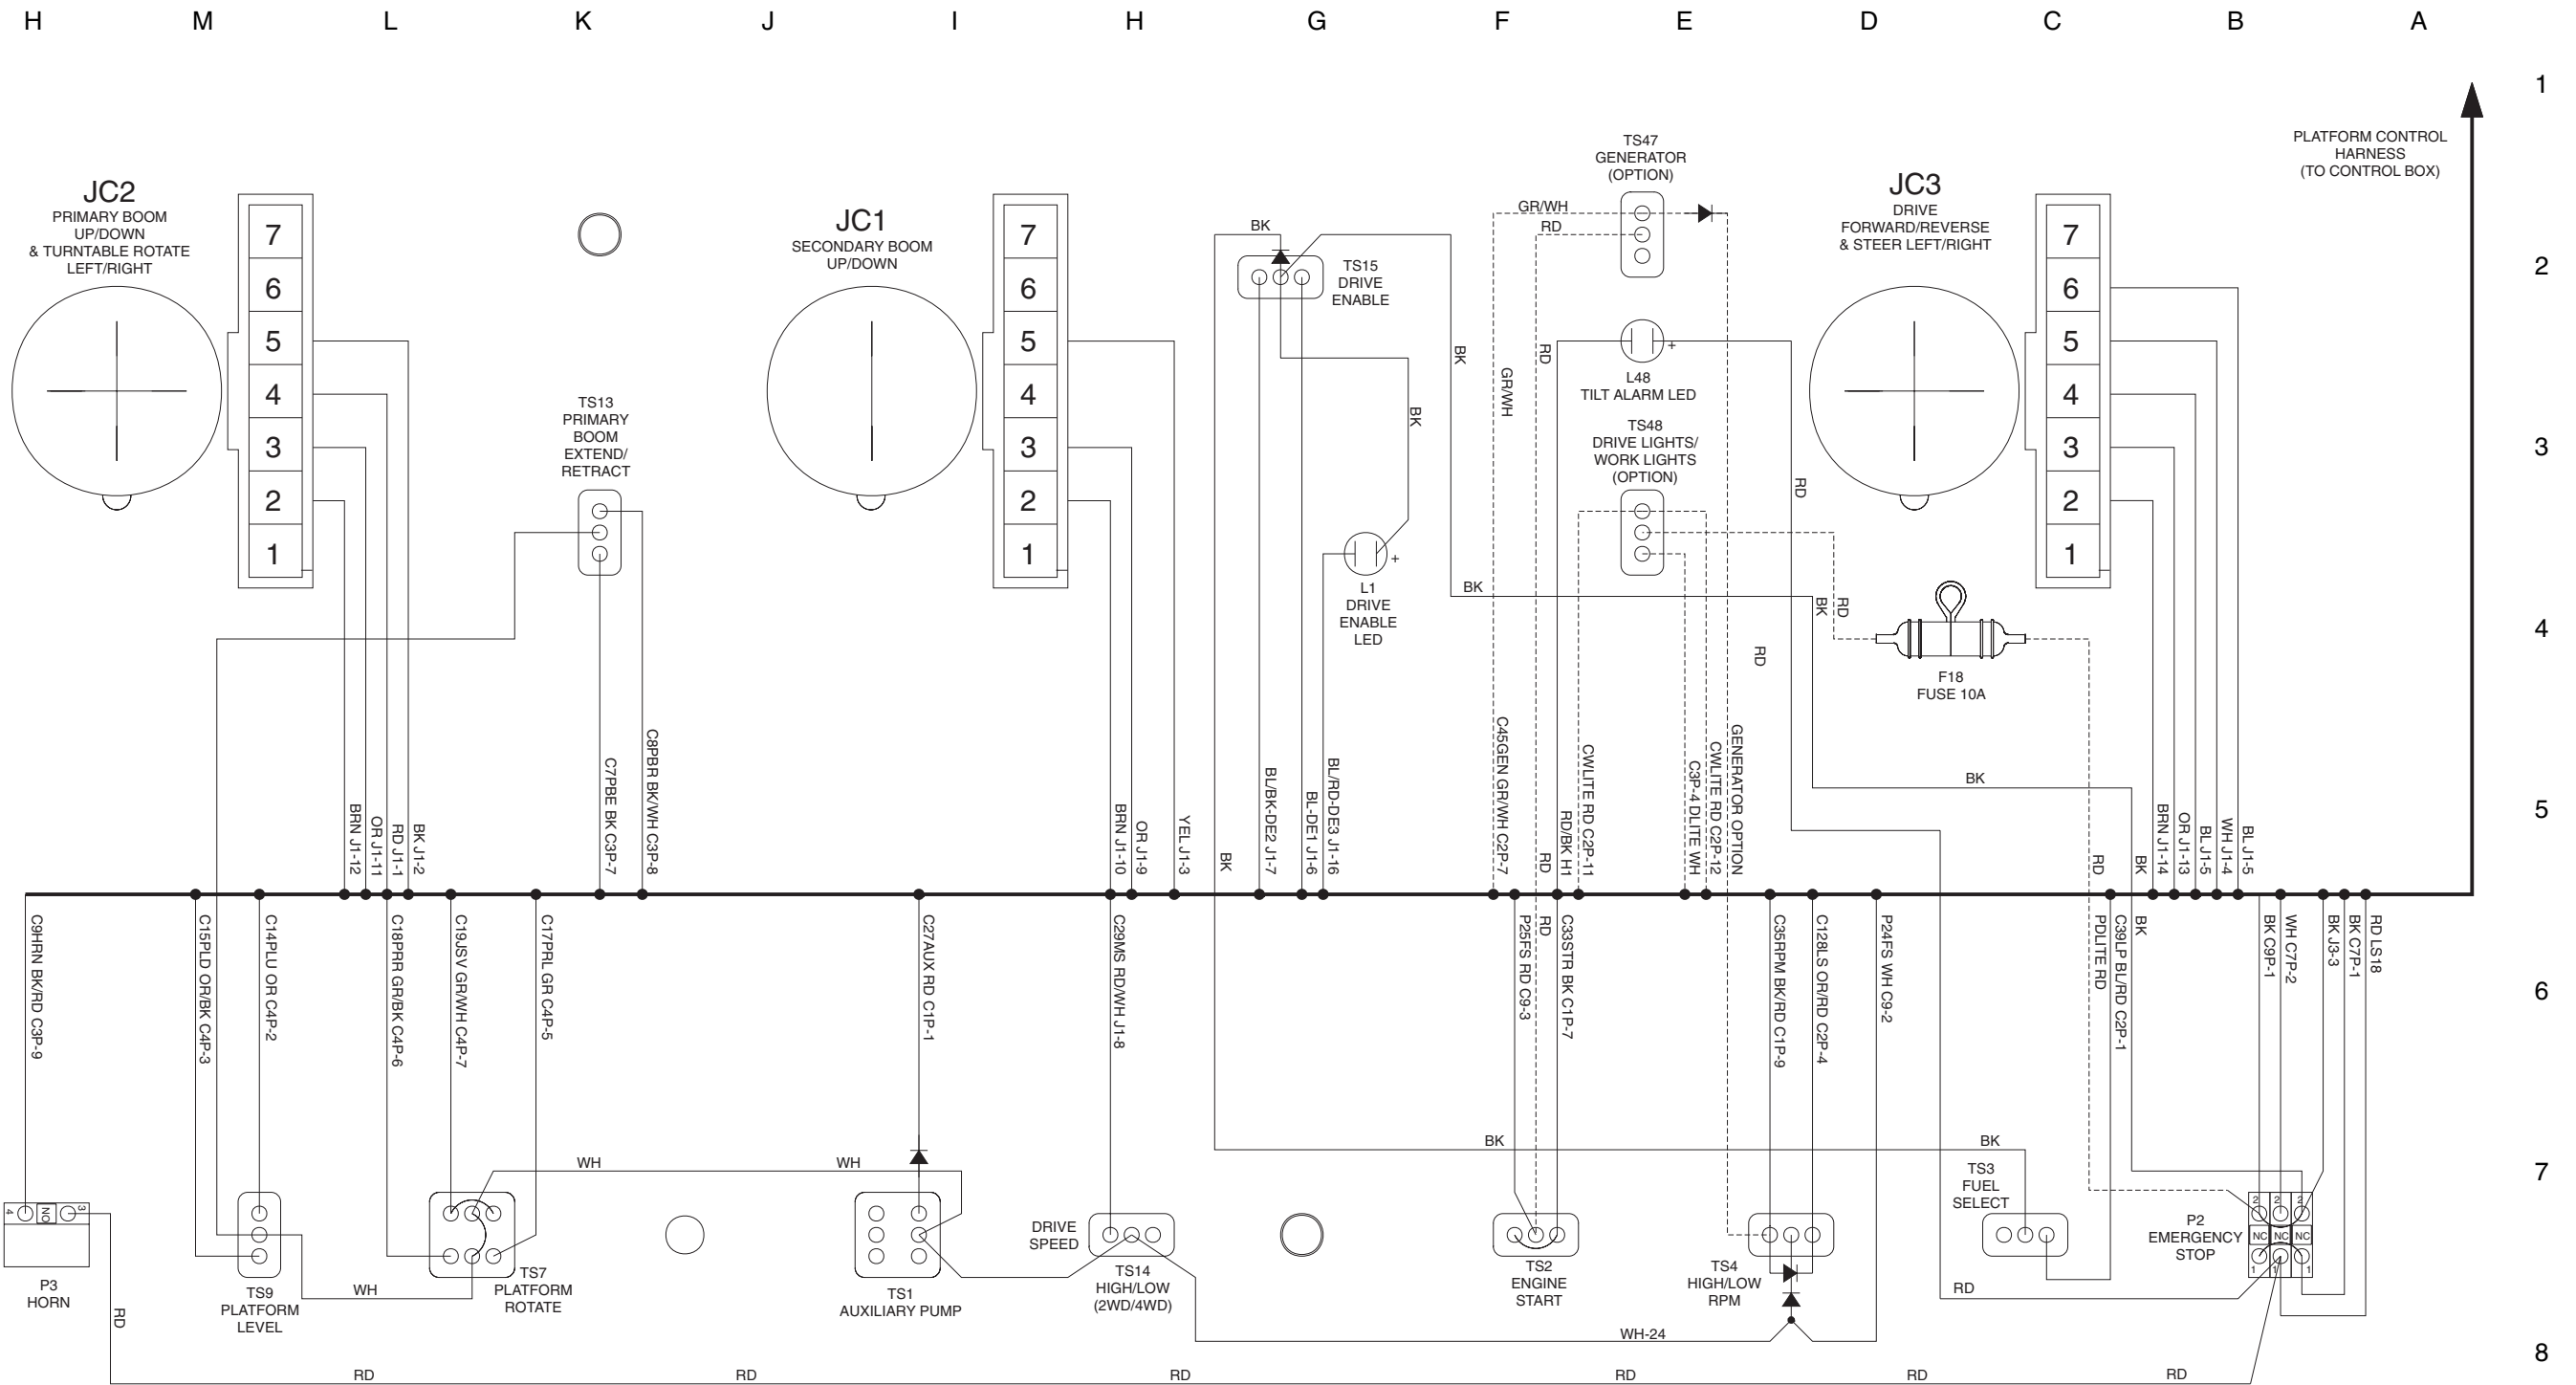 H M L K J I H G F E D C B A
1
2
3
4
5
6
7
8
PLATFORM CONTROL
HARNESS
(TO CONTROL BOX)
JC2
PRIMARY BOOM
UP/DOWN
& TURNTABLE ROTATE
LEFT/RIGHT
7
6
5
4
3
2
1
TS13
PRIMARY
BOOM
EXTEND/
RETRACT
JC1
SECONDARY BOOM
UP/DOWN
7
6
5
4
3
2
1
BK
TS15
DRIVE
ENABLE
BK
BK
L1
DRIVE
ENABLE
LED
+
BK
TS47
GENERATOR
(OPTION)
GR/WH
RD
GR/WH
RD
+
L48
TILT ALARM LED
TS48
DRIVE LIGHTS/
WORK LIGHTS
(OPTION)
RD
BK
RD
RD
JC3
DRIVE
FORWARD/REVERSE
& STEER LEFT/RIGHT
7
6
5
4
3
2
1
F18
FUSE 10A
BK
BRN J1-12
OR J1-11
RD J1-1
BK J1-2
C7PBE BK C3P-7
C8PBR BK/WH C3P-8
BRN J1-10
OR J1-9
YEL J1-3
BK
BL/BK-DE2 J1-7
BL-DE1 J1-6
BL/RD-DE3 J1-16
C45GEN GR/WH C2P-7
RD
RD/BK H1
CWLITE RD C2P-11
C3P-4 DLITE WH
CWLITE RD C2P-12
GENERATOR OPTION
RD
BK
BRN J1-14
OR J1-13
BL J1-5
WH J1-4
BL J1-5
C9HRN BK/RD C3P-9
C15PLD OR/BK C4P-3
C14PLU OR C4P-2
C18PRR GR/BK C4P-6
C19JSV GR/WH C4P-7
C17PRL GR C4P-5
C27AUX RD C1P-1
C29MS RD/WH J1-8
P25FS RD C9-3
RD
C33STR BK C1P-7
C35RPM BK/RD C1P-9
C128LS OR/RD C2P-4
P24FS WH C9-2
PDLITE RD
C39LP BL/RD C2P-1
BK
BK C9P-1
WH C7P-2
BK J3-3
BK C7P-1
RD LS18
4 NO 3
P3
HORN
RD
TS9
PLATFORM
LEVEL
WH
TS7
PLATFORM
ROTATE
WH
WH
TS1
AUXILIARY PUMP
DRIVE
SPEED
TS14
HIGH/LOW
(2WD/4WD)
BK
BK
TS2
ENGINE
START
TS4
HIGH/LOW
RPM
WH-24
TS3
FUEL
SELECT
RD
P2
EMERGENCY
STOP
2 2 2
NC NC NC
1 1 1
RD RD RD RD RD RD